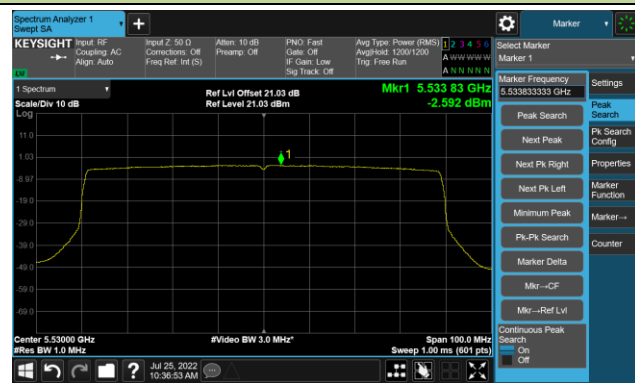 Spectrum Analyzer 1
Swept SA
+
Marker
KEYSIGHT
Input: RF
Coupling: AC
Align: Auto
Input Z: 50 Ω
Corrections: Off
Freq Ref: Int (S)
Atten: 10 dB
Preamp: Off
PNO: Fast
Gate: Off
IF Gain: Low
Sig Track: Off
Avg Type: Power (RMS)
Avg|Hold: 1200/1200
Trig: Free Run
1 2 3 4 5 6
A W W W W W
A N N N N N
Select Marker
Marker 1
1 Spectrum
Scale/Div 10 dB
Log
Ref Lvl Offset 21.03 dB
Ref Level 21.03 dBm
Mkr1 5.533 83 GHz
-2.592 dBm
11.0
1.03
-8.97
-19.0
-29.0
-39.0
-49.0
-59.0
-69.0
1
Center 5.53000 GHz
#Res BW 1.0 MHz
#Video BW 3.0 MHz*
Span 100.0 MHz
Sweep 1.00 ms (601 pts)
Marker Frequency
5.533833333 GHz
Peak Search
Next Peak
Next Pk Right
Next Pk Left
Minimum Peak
Pk-Pk Search
Marker Delta
Mkr→CF
Mkr→Ref Lvl
Continuous Peak
Search
On
Off
Settings
Peak
Search
Pk Search
Config
Properties
Marker
Function
Marker→
Counter
?
Jul 25, 2022
10:36:53 AM